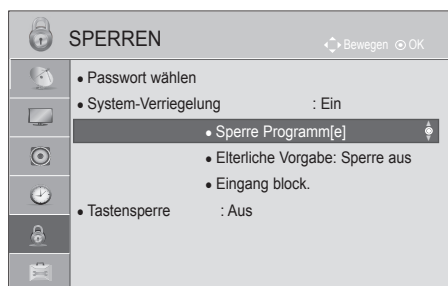 SPERREN
Bewegen OK
• Passwort wählen
• System-Verriegelung : Ein
• Sperre Programm[e]
• Elterliche Vorgabe: Sperre aus
• Eingang block.
• Tastensperre : Aus